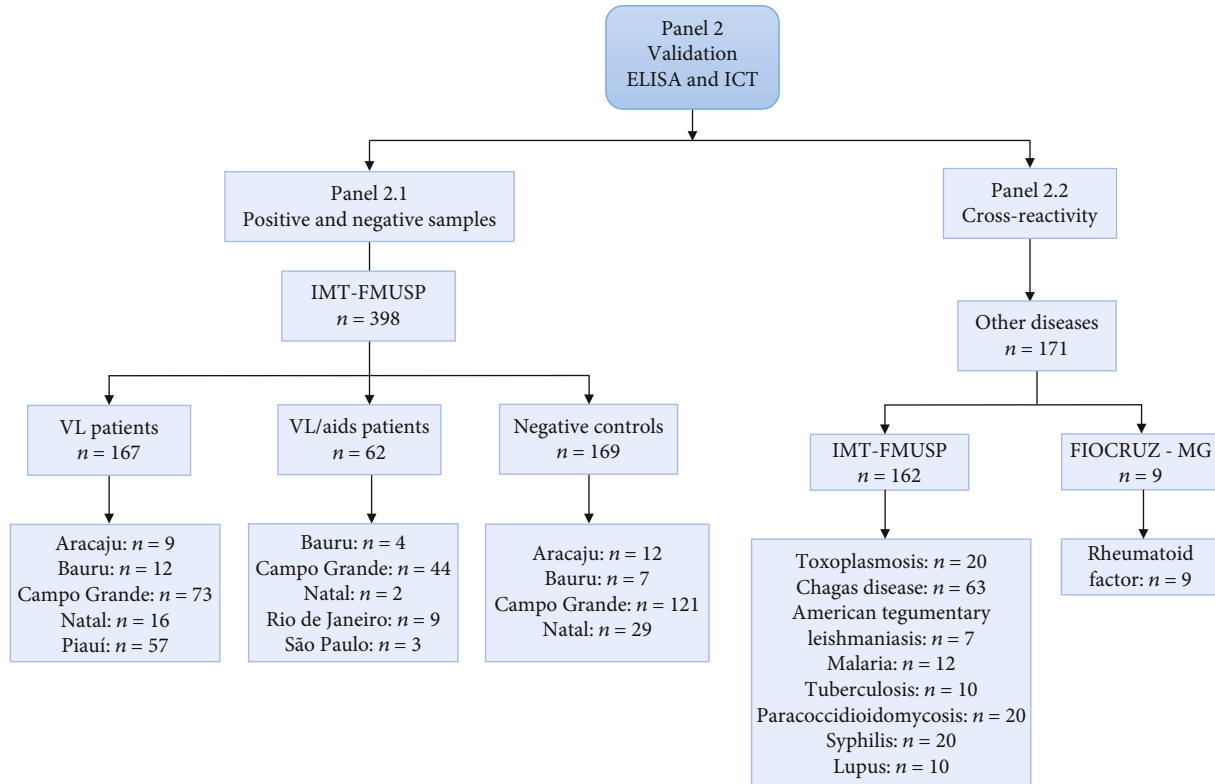 Panel 2
Validation
ELISA and ICT
Panel 2.1
Positive and negative samples
Panel 2.2
Cross-reactivity
IMT-FMUSP
n = 398
Other diseases
n = 171
VL patients
n = 167
VL/aids patients
n = 62
Negative controls
n = 169
IMT-FMUSP
n = 162
FIOCRUZ - MG
n = 9
Aracaju: n = 9
Bauru: n = 12
Campo Grande: n = 73
Natal: n = 16
Piauí: n = 57
Bauru: n = 4
Campo Grande: n = 44
Natal: n = 2
Rio de Janeiro: n = 9
São Paulo: n = 3
Aracaju: n = 12
Bauru: n = 7
Campo Grande: n = 121
Natal: n = 29
Toxoplasmosis: n = 20
Chagas disease: n = 63
American tegumentary
leishmaniasis: n = 7
Malaria: n = 12
Tuberculosis: n = 10
Paracoccidioidomycosis: n = 20
Syphilis: n = 20
Lupus: n = 10
Rheumatoid
factor: n = 9